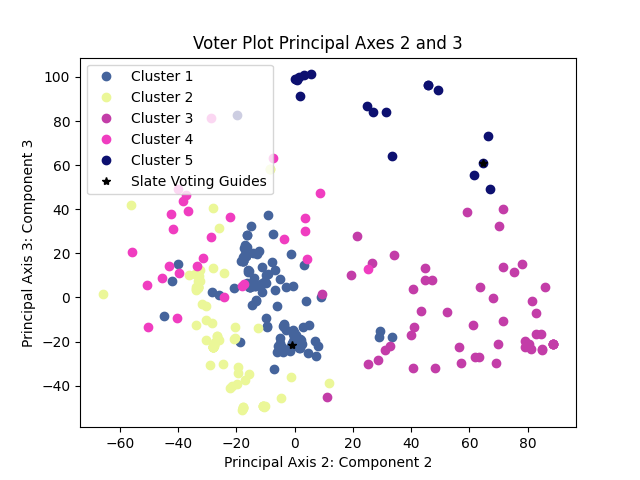 Voter Plot Principal Axes 2 and 3
Cluster 1
Cluster 2
Cluster 3
Cluster 4
Cluster 5
Slate Voting Guides
100
80
60
40
20
0
−20
−40
Principal Axis 3: Component 3
−60 −40 −20 0 20 40 60 80
Principal Axis 2: Component 2